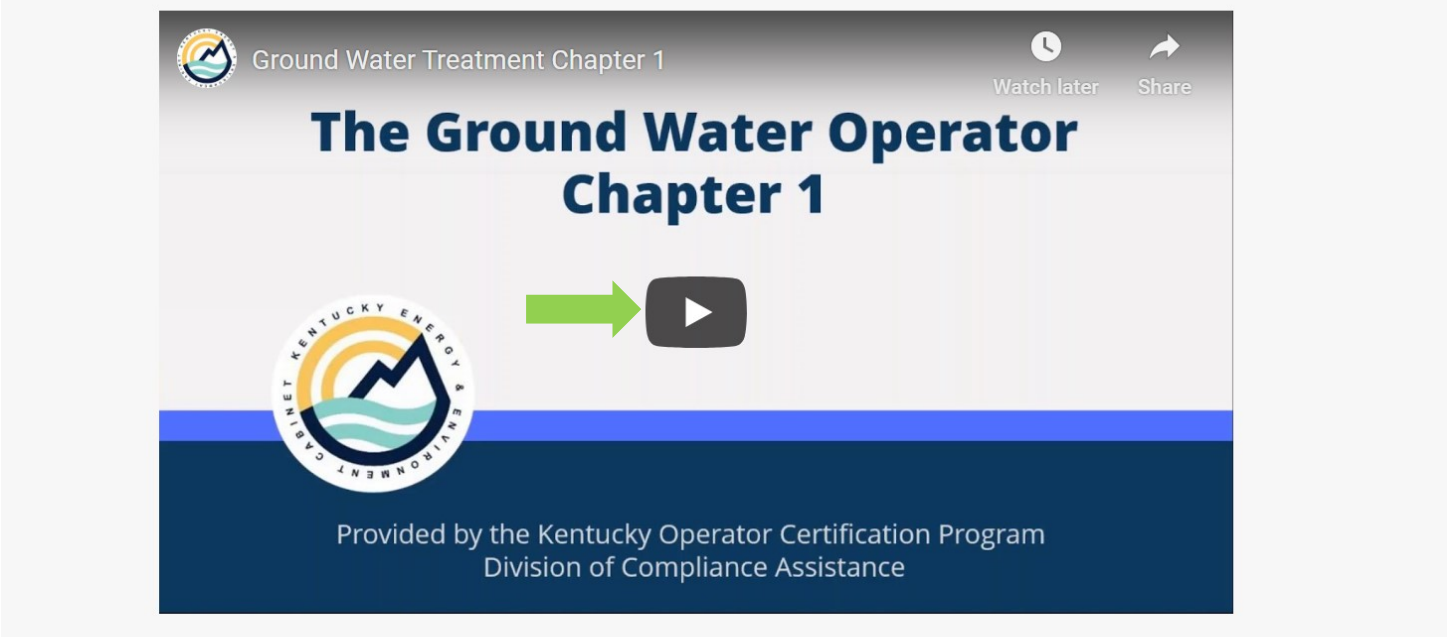 Ground Water Treatment Chapter 1
Watch later
Share
The Ground Water Operator
Chapter 1
KENTUCKY ENERGY & ENVIRONMENT CABINET
Provided by the Kentucky Operator Certification Program
Division of Compliance Assistance